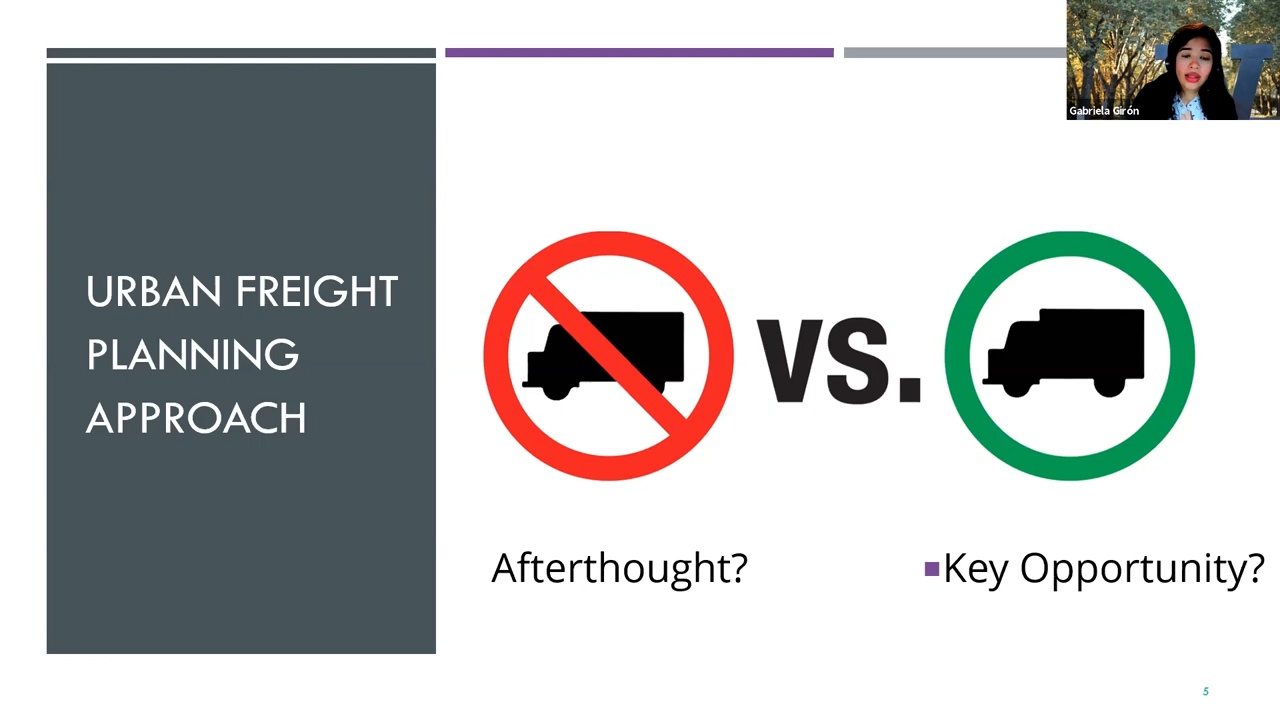 Gabriela Girón
URBAN FREIGHT
PLANNING
APPROACH
VS.
Afterthought?
Key Opportunity?
5